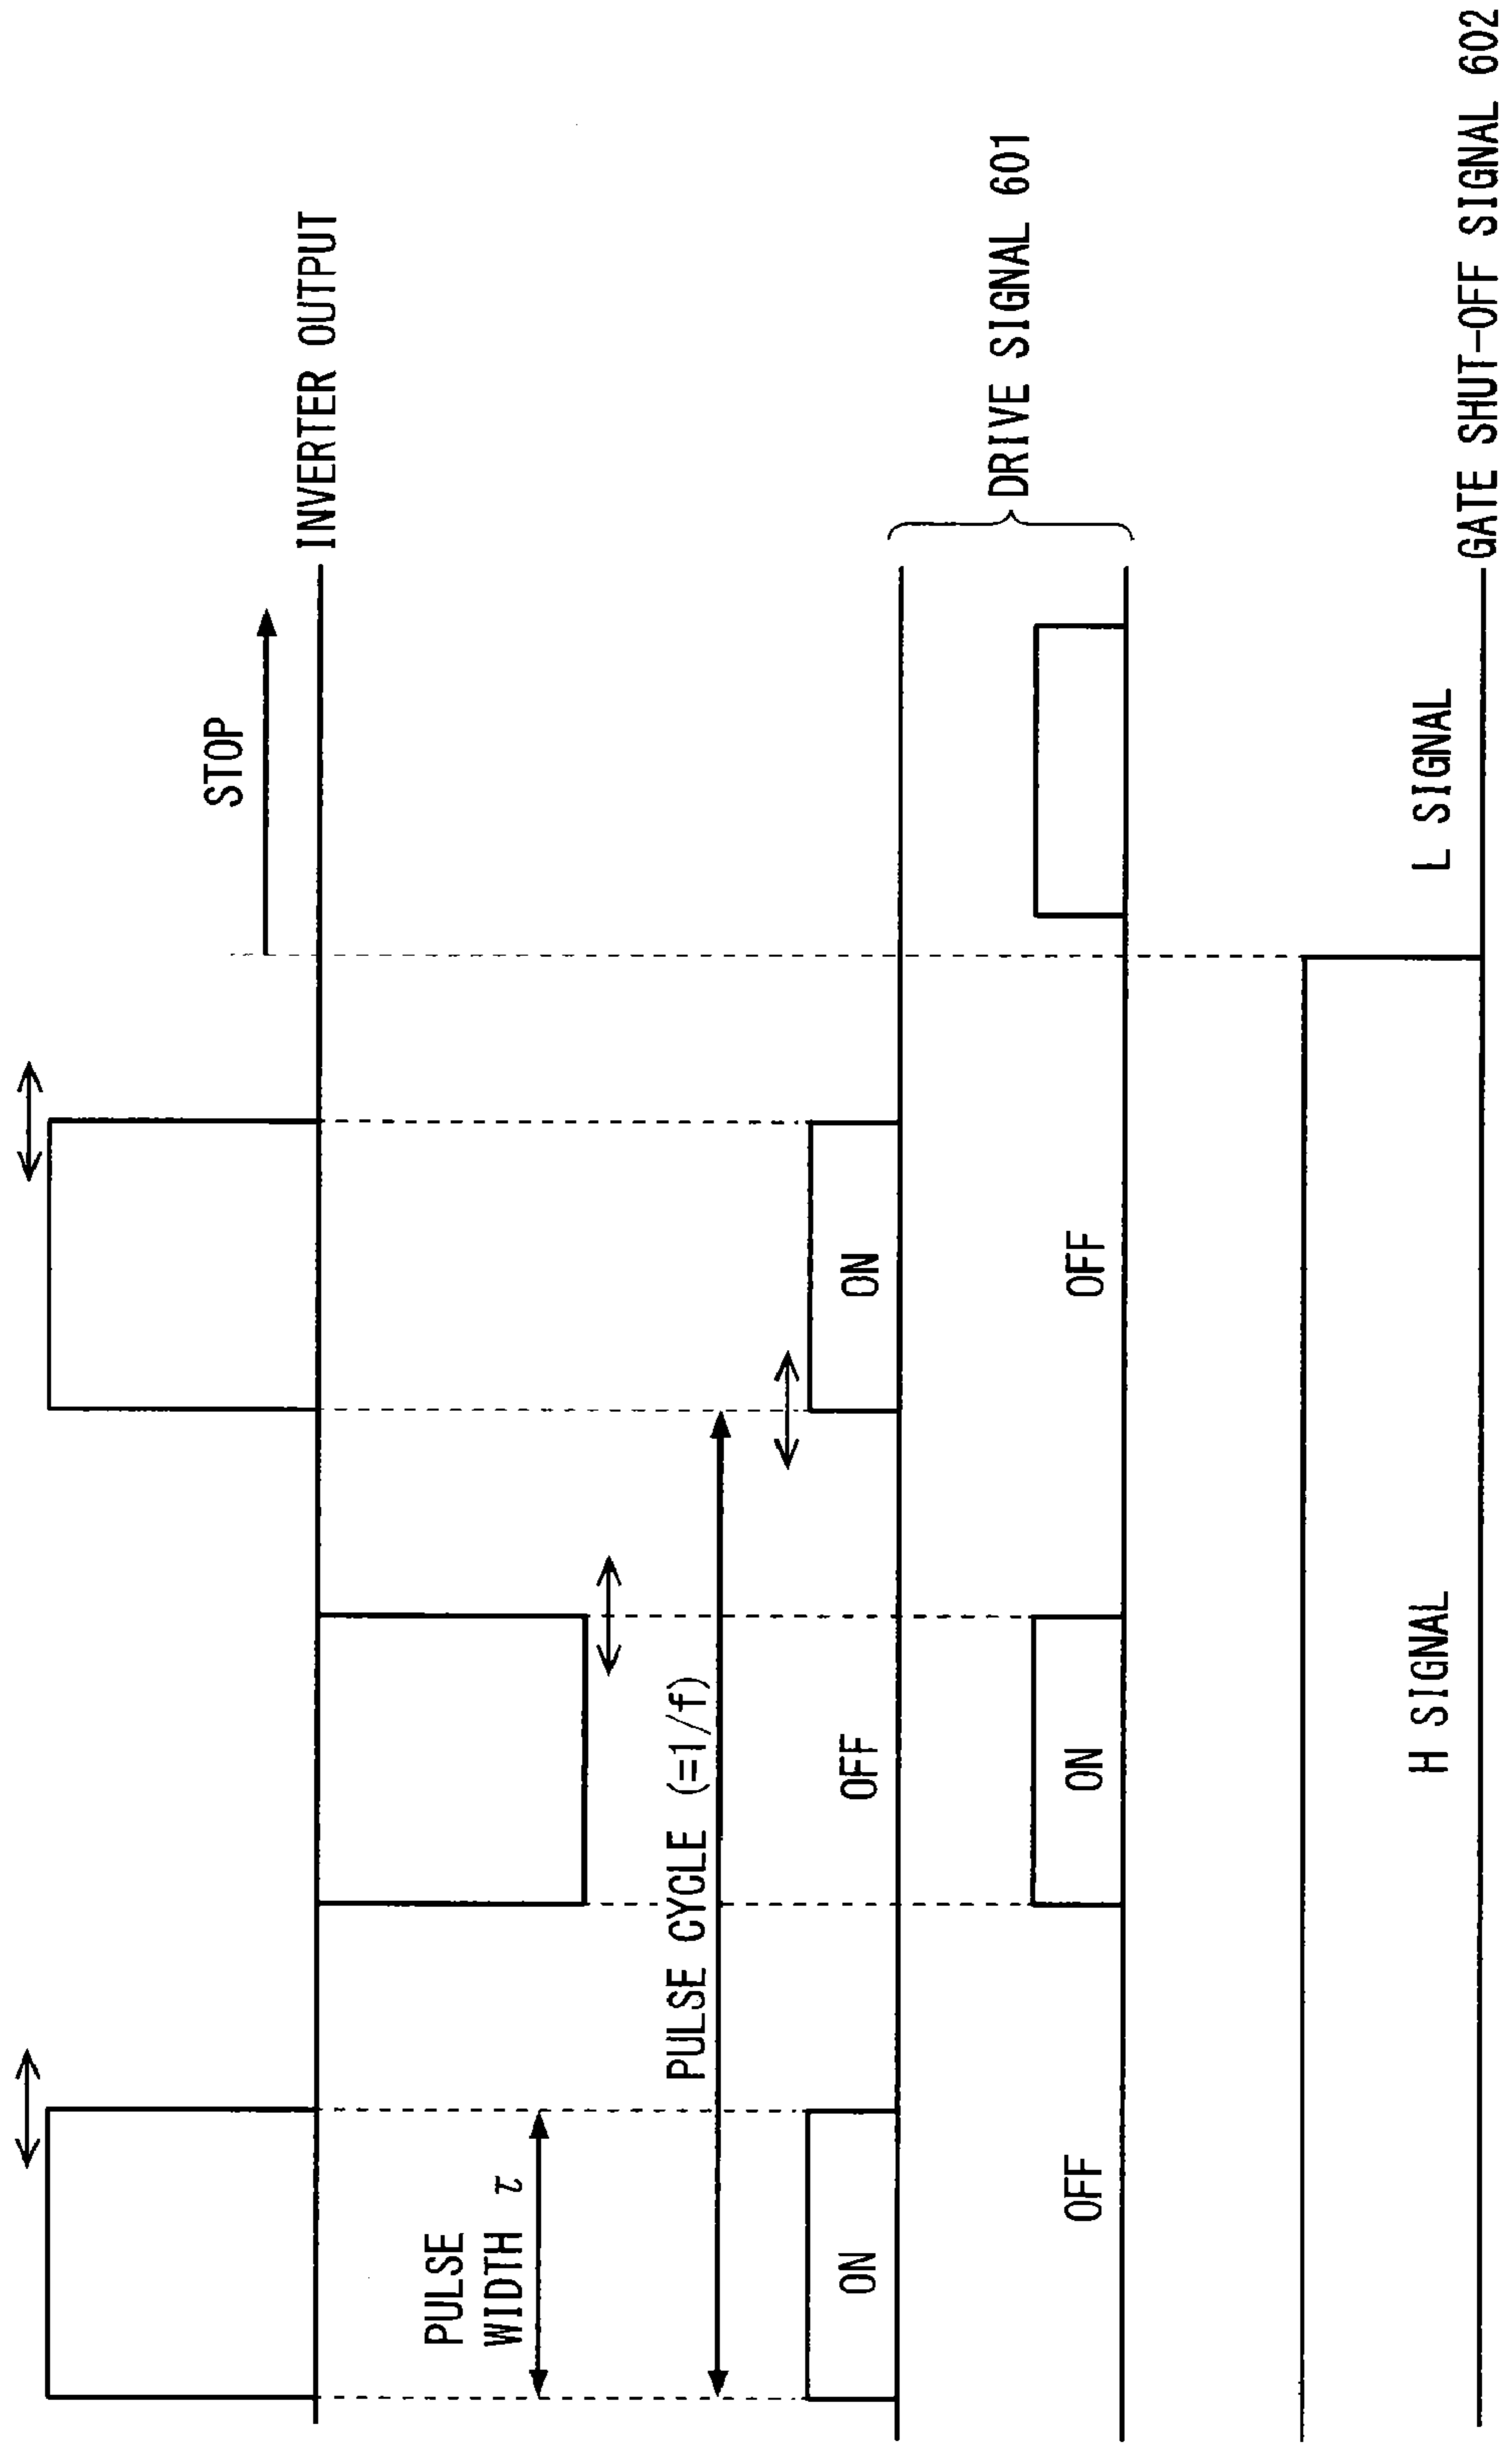 STOP
INVERTER OUTPUT
PULSE
WIDTH τ
PULSE CYCLE (=1/f)
ON
OFF
ON
DRIVE SIGNAL 601
OFF
ON
OFF
H SIGNAL
L SIGNAL
GATE SHUT-OFF SIGNAL 602